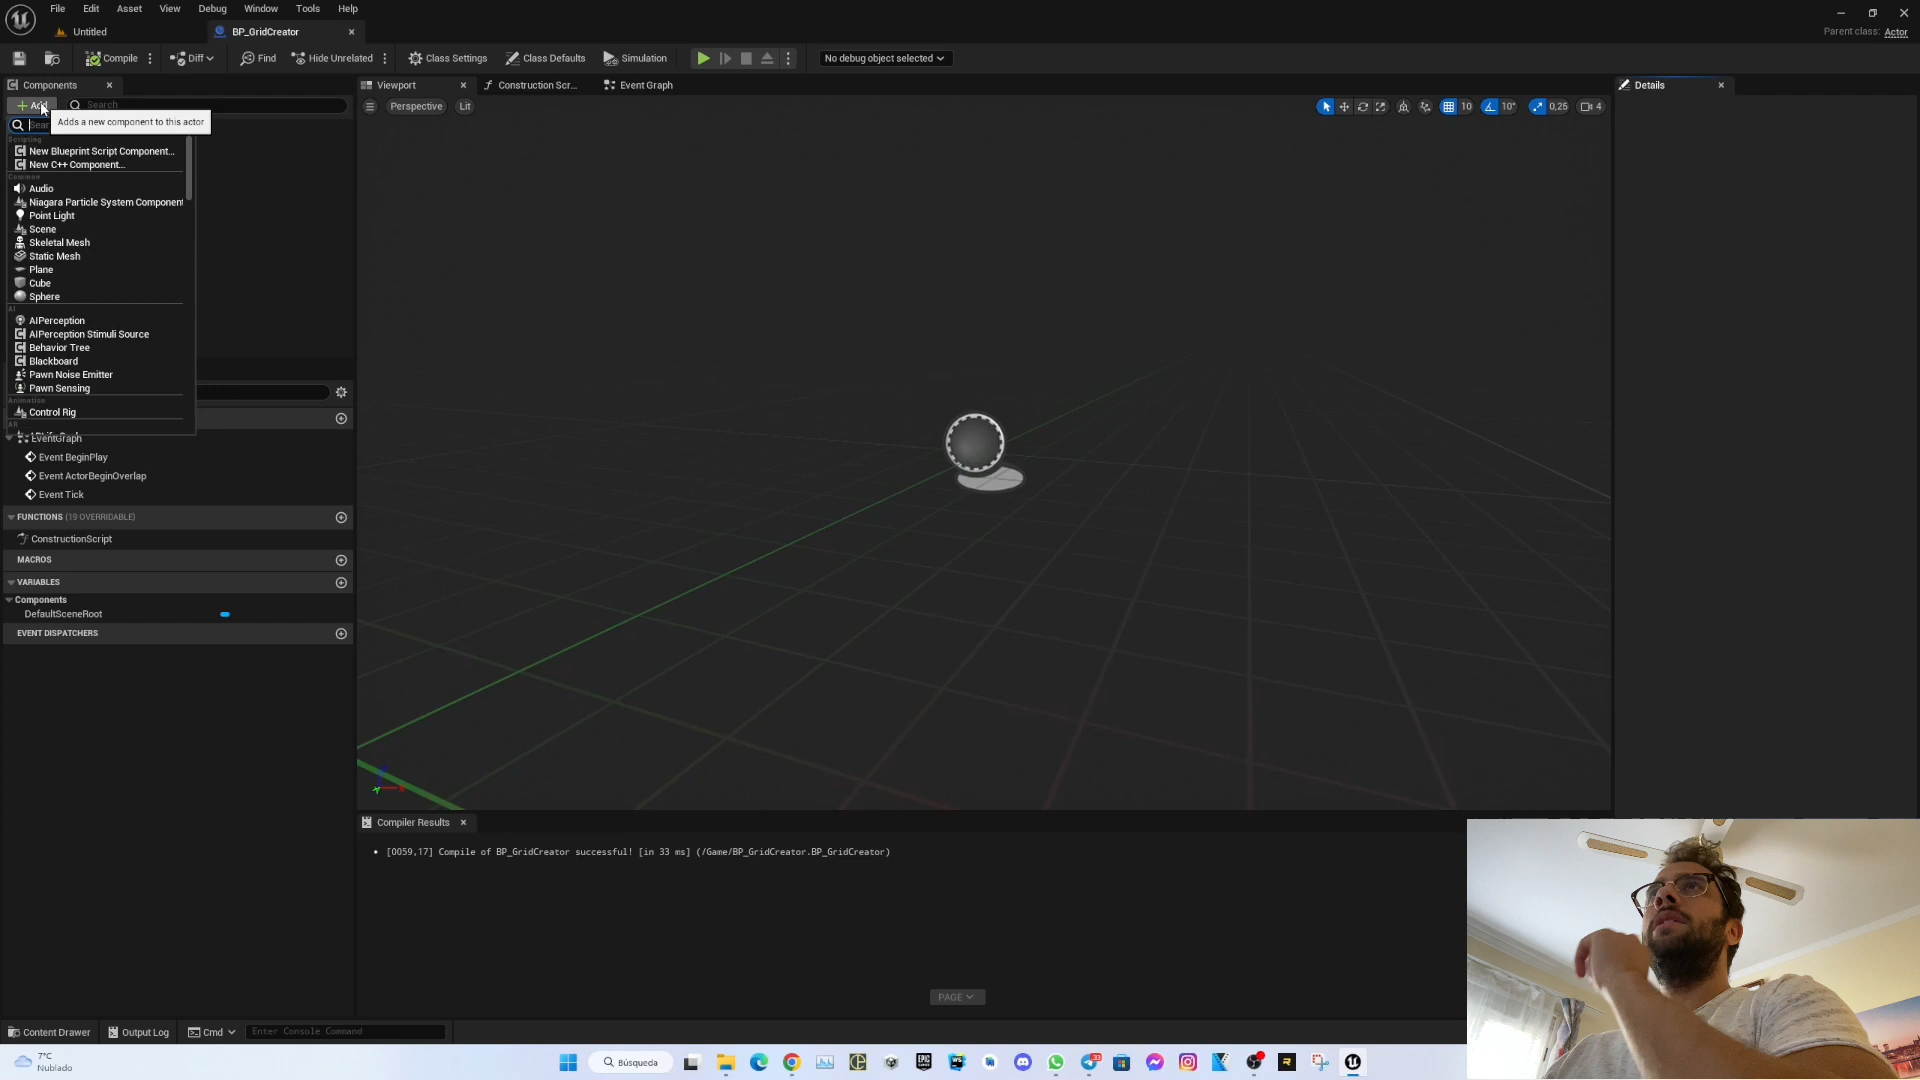 File Edit Asset View Window Tools Help
Untitled
BP_GridCreator
Parent class: Actor
Compile
Diff
Find
Hide Unrelated
Class Settings
Class Defaults
Simulation
No debug object selected
Components
Viewport
Construction Scr...
Event Graph
Details
Add
Search
Perspective
Lit
10
10°
0,25
4
Adds a new component to this actor
Scripting
New Blueprint Script Component...
New C++ Component...
Common
Audio
Niagara Particle System Component
Point Light
Scene
Skeletal Mesh
Static Mesh
Plane
Cube
Sphere
AI
AIPerception
AIPerception Stimuli Source
Behavior Tree
Blackboard
Pawn Noise Emitter
Pawn Sensing
Animation
Control Rig
AR
EventGraph
Event BeginPlay
Event ActorBeginOverlap
Event Tick
FUNCTIONS (19 OVERRIDABLE)
ConstructionScript
MACROS
VARIABLES
Components
DefaultSceneRoot
EVENT DISPATCHERS
Compiler Results
[0059,17] Compile of BP_GridCreator successful! [in 33 ms] (/Game/BP_GridCreator.BP_GridCreator)
PAGE
Content Drawer
Output Log
Cmd
Enter Console Command
7°C
Nublado
Búsqueda
33